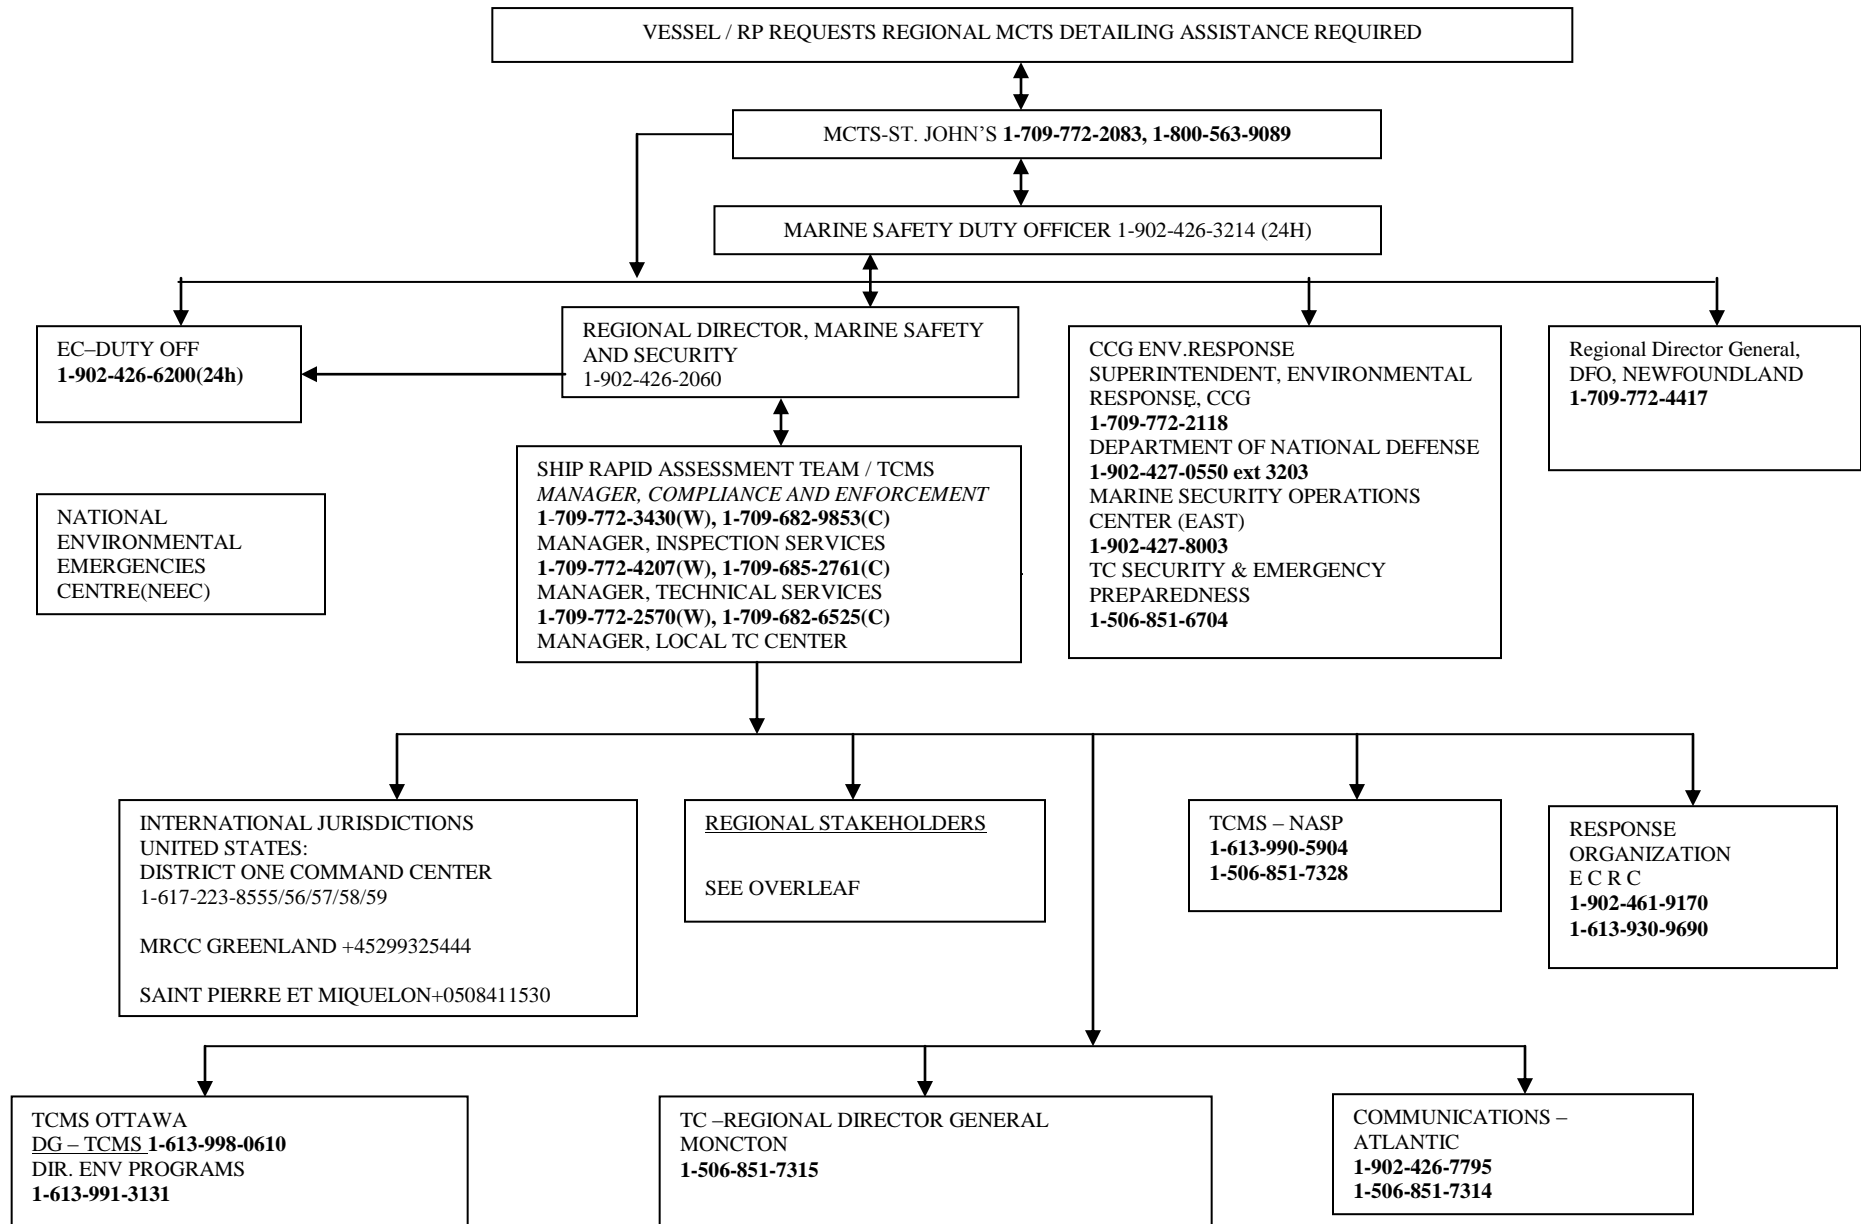 VESSEL / RP REQUESTS REGIONAL MCTS DETAILING ASSISTANCE REQUIRED
MCTS-ST. JOHN'S 1-709-772-2083, 1-800-563-9089
MARINE SAFETY DUTY OFFICER 1-902-426-3214 (24H)
EC–DUTY OFF
1-902-426-6200(24h)
REGIONAL DIRECTOR, MARINE SAFETY
AND SECURITY
1-902-426-2060
CCG ENV.RESPONSE
SUPERINTENDENT, ENVIRONMENTAL
RESPONSE, CCG
1-709-772-2118
DEPARTMENT OF NATIONAL DEFENSE
1-902-427-0550 ext 3203
MARINE SECURITY OPERATIONS
CENTER (EAST)
1-902-427-8003
TC SECURITY & EMERGENCY
PREPAREDNESS
1-506-851-6704
Regional Director General,
DFO, NEWFOUNDLAND
1-709-772-4417
NATIONAL
ENVIRONMENTAL
EMERGENCIES
CENTRE(NEEC)
SHIP RAPID ASSESSMENT TEAM / TCMS
MANAGER, COMPLIANCE AND ENFORCEMENT
1-709-772-3430(W), 1-709-682-9853(C)
MANAGER, INSPECTION SERVICES
1-709-772-4207(W), 1-709-685-2761(C)
MANAGER, TECHNICAL SERVICES
1-709-772-2570(W), 1-709-682-6525(C)
MANAGER, LOCAL TC CENTER
INTERNATIONAL JURISDICTIONS
UNITED STATES:
DISTRICT ONE COMMAND CENTER
1-617-223-8555/56/57/58/59
MRCC GREENLAND +45299325444
SAINT PIERRE ET MIQUELON+0508411530
REGIONAL STAKEHOLDERS
SEE OVERLEAF
TCMS – NASP
1-613-990-5904
1-506-851-7328
RESPONSE
ORGANIZATION
E C R C
1-902-461-9170
1-613-930-9690
TCMS OTTAWA
DG – TCMS 1-613-998-0610
DIR. ENV PROGRAMS
1-613-991-3131
TC –REGIONAL DIRECTOR GENERAL
MONCTON
1-506-851-7315
COMMUNICATIONS –
ATLANTIC
1-902-426-7795
1-506-851-7314